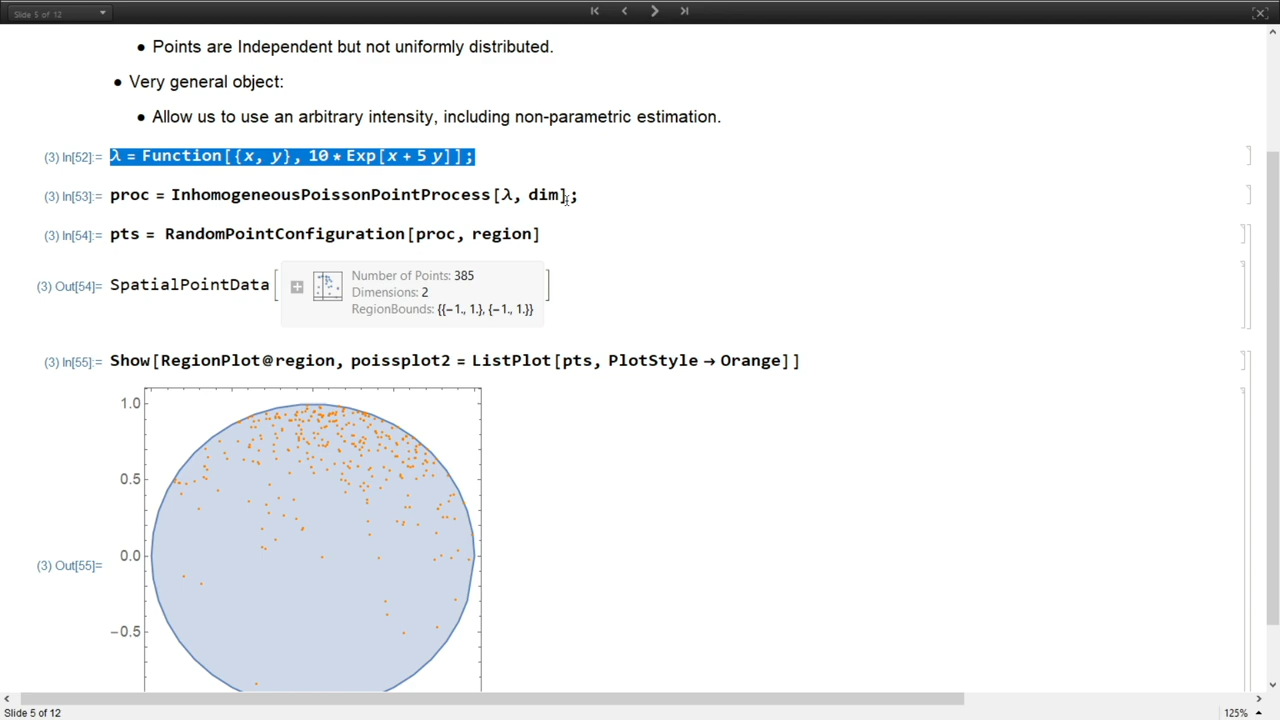 Slide 5 of 12
• Points are Independent but not uniformly distributed.
• Very general object:
• Allow us to use an arbitrary intensity, including non-parametric estimation.
(3) In[52]:= λ = Function[{x, y}, 10 * Exp[x + 5 y]];
(3) In[53]:= proc = InhomogeneousPoissonPointProcess[λ, dim];
(3) In[54]:= pts = RandomPointConfiguration[proc, region]
(3) Out[54]= SpatialPointData[
Number of Points: 385
Dimensions: 2
RegionBounds: {{−1., 1.}, {−1., 1.}}
]
(3) In[55]:= Show[RegionPlot@region, poissplot2 = ListPlot[pts, PlotStyle → Orange]]
1.0
0.5
(3) Out[55]= 0.0
−0.5
Slide 5 of 12
125%